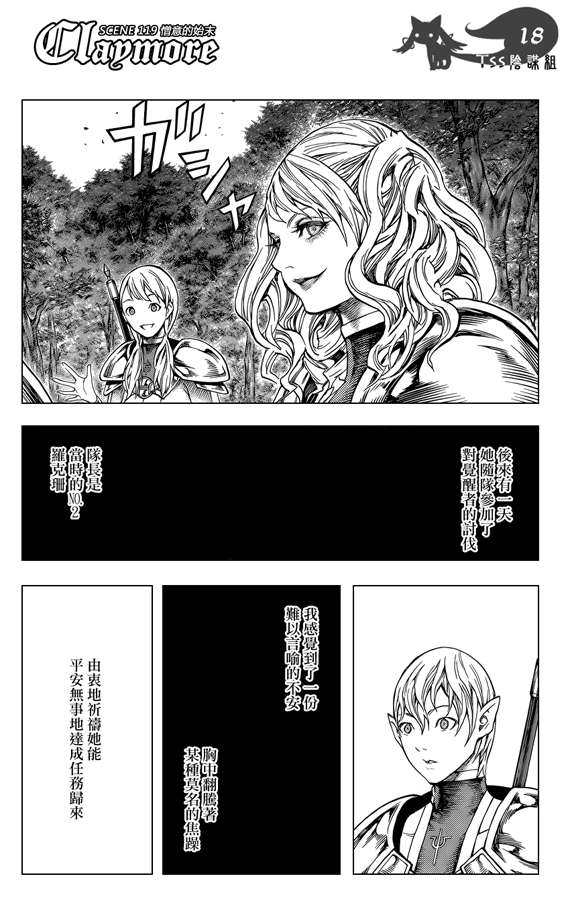 SCENE 119 憎意的始末
Claymore
18
TSS陰謀組
ガシャ
後來有一天
她隨隊參加了
對覺醒者的討伐
隊長是
當時的NO.2
羅克珊
我感覺到了一份
難以言喻的不安
胸中翻騰著
某種莫名的焦躁
由衷地祈禱她能
平安無事地達成任務歸來